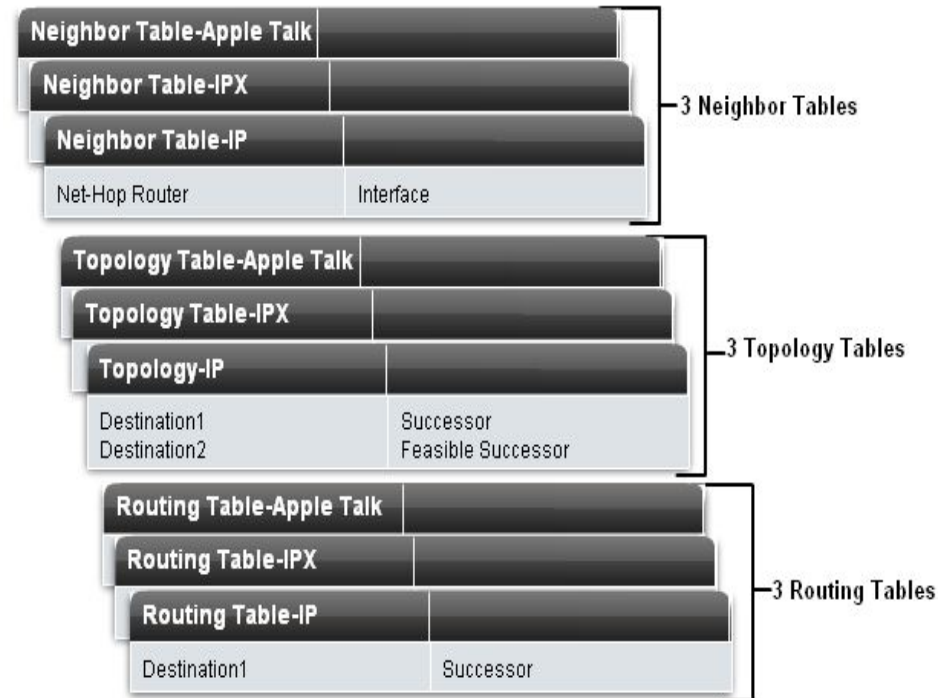 Neighbor Table-Apple Talk
Neighbor Table-IPX
Neighbor Table-IP
Net-Hop Router Interface
3 Neighbor Tables
Topology Table-Apple Talk
Topology Table-IPX
Topology-IP
Destination1 Successor
Destination2 Feasible Successor
3 Topology Tables
Routing Table-Apple Talk
Routing Table-IPX
Routing Table-IP
Destination1 Successor
3 Routing Tables